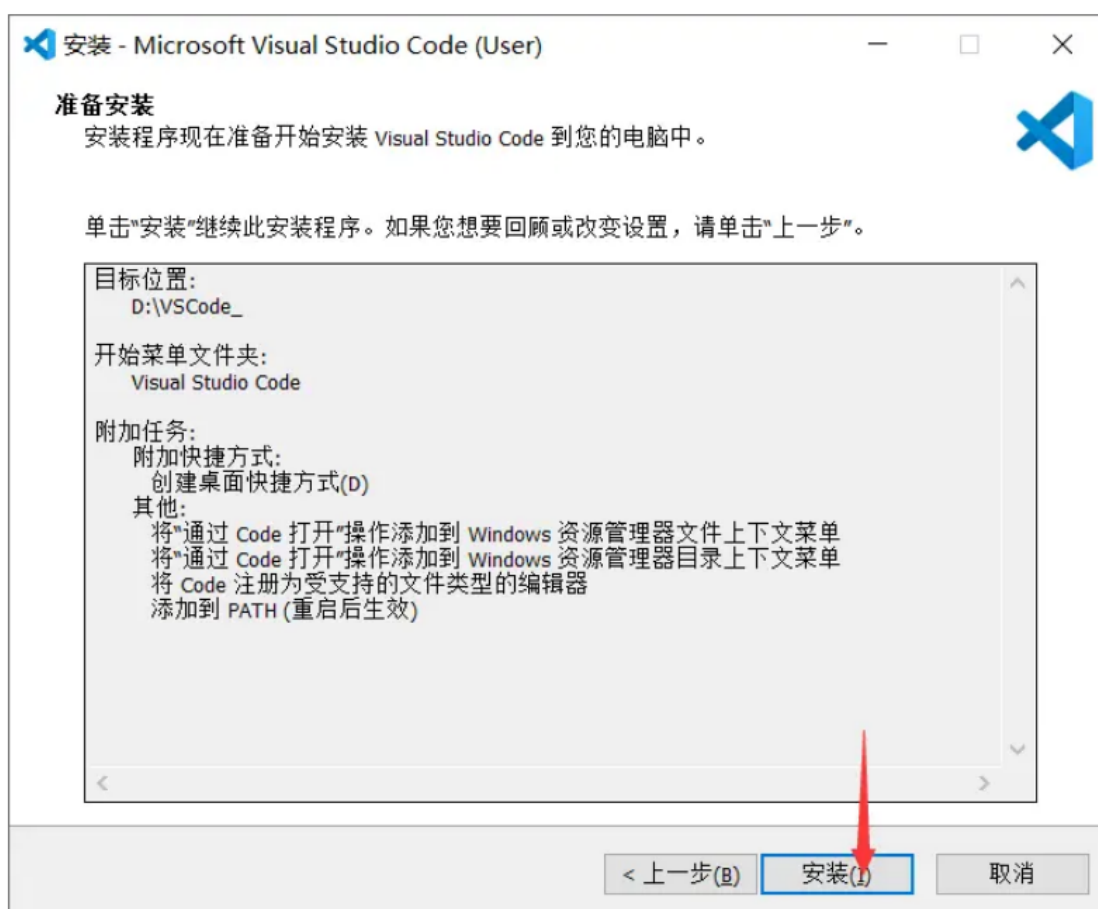 安装 - Microsoft Visual Studio Code (User)
准备安装
安装程序现在准备开始安装 Visual Studio Code 到您的电脑中。
单击“安装”继续此安装程序。如果您想要回顾或改变设置，请单击“上一步”。
目标位置:
D:\VSCode_
开始菜单文件夹:
Visual Studio Code
附加任务:
附加快捷方式:
创建桌面快捷方式(D)
其他:
将“通过 Code 打开”操作添加到 Windows 资源管理器文件上下文菜单
将“通过 Code 打开”操作添加到 Windows 资源管理器目录上下文菜单
将 Code 注册为受支持的文件类型的编辑器
添加到 PATH (重启后生效)
< 上一步(B) 安装(I) 取消